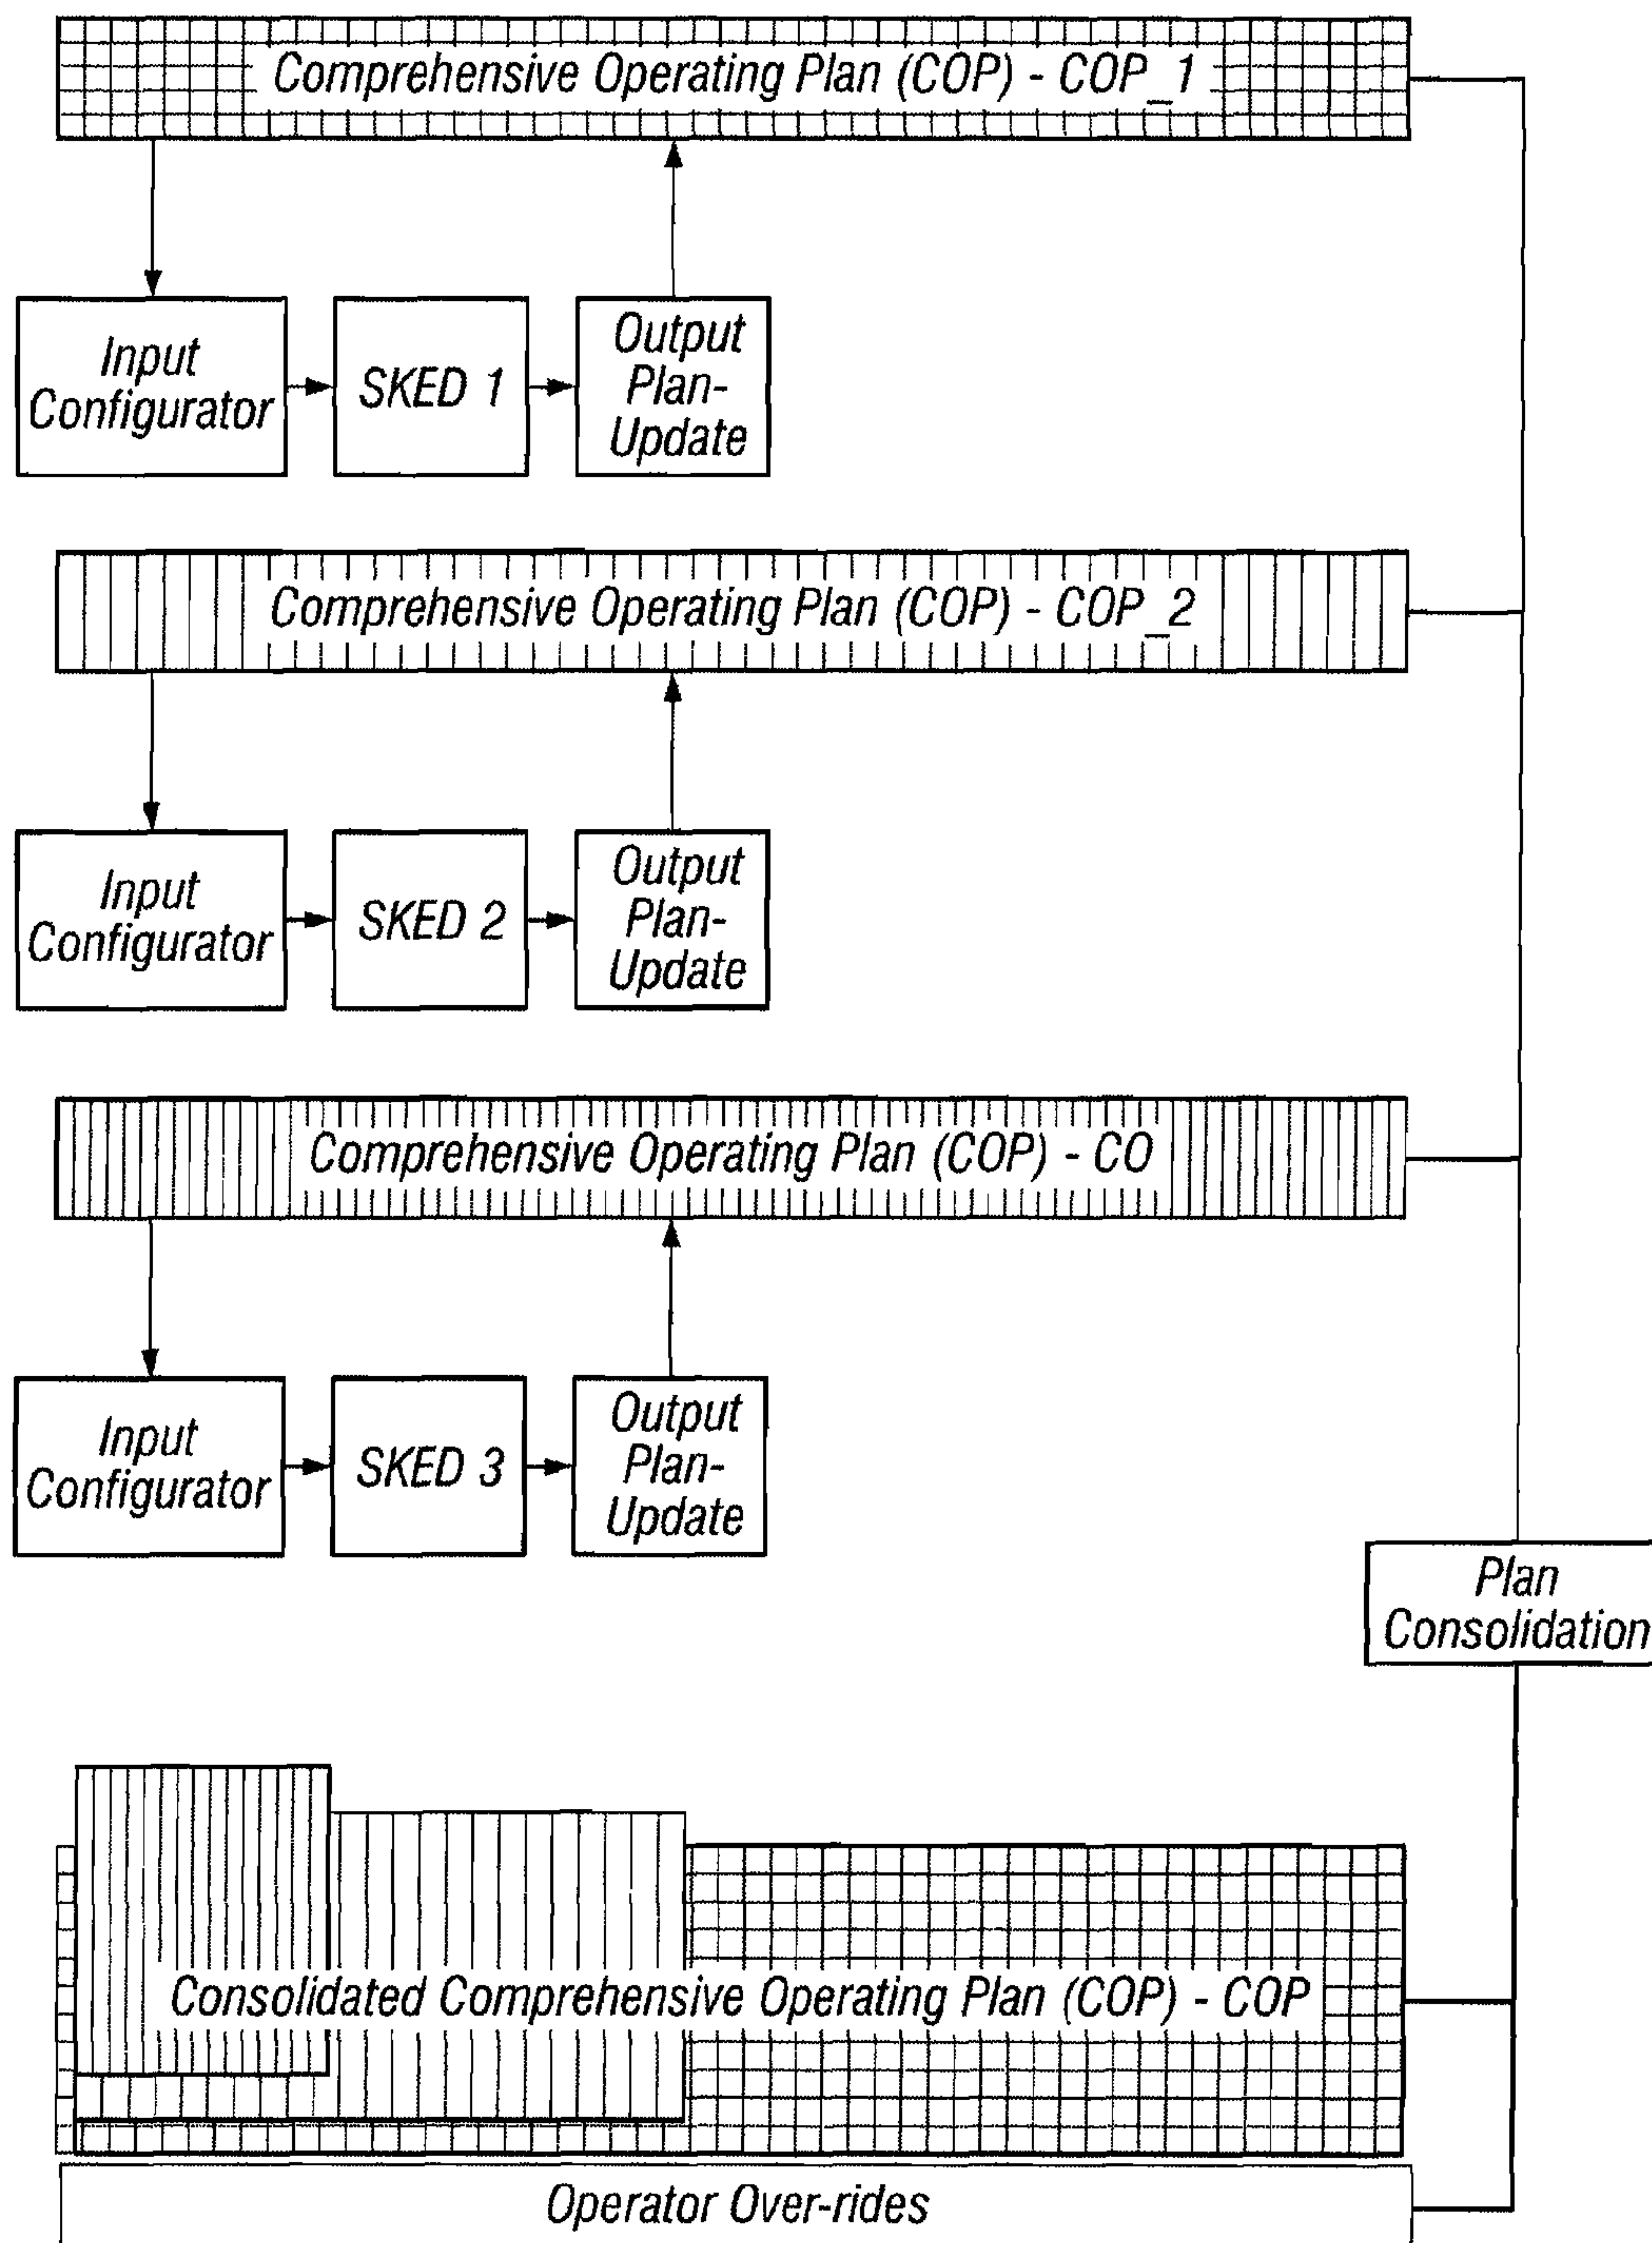 Comprehensive Operating Plan (COP) - COP_1
Input
Configurator
SKED 1
Output
Plan-
Update
Comprehensive Operating Plan (COP) - COP_2
Input
Configurator
SKED 2
Output
Plan-
Update
Comprehensive Operating Plan (COP) - CO
Input
Configurator
SKED 3
Output
Plan-
Update
Plan
Consolidation
Consolidated Comprehensive Operating Plan (COP) - COP
Operator Over-rides